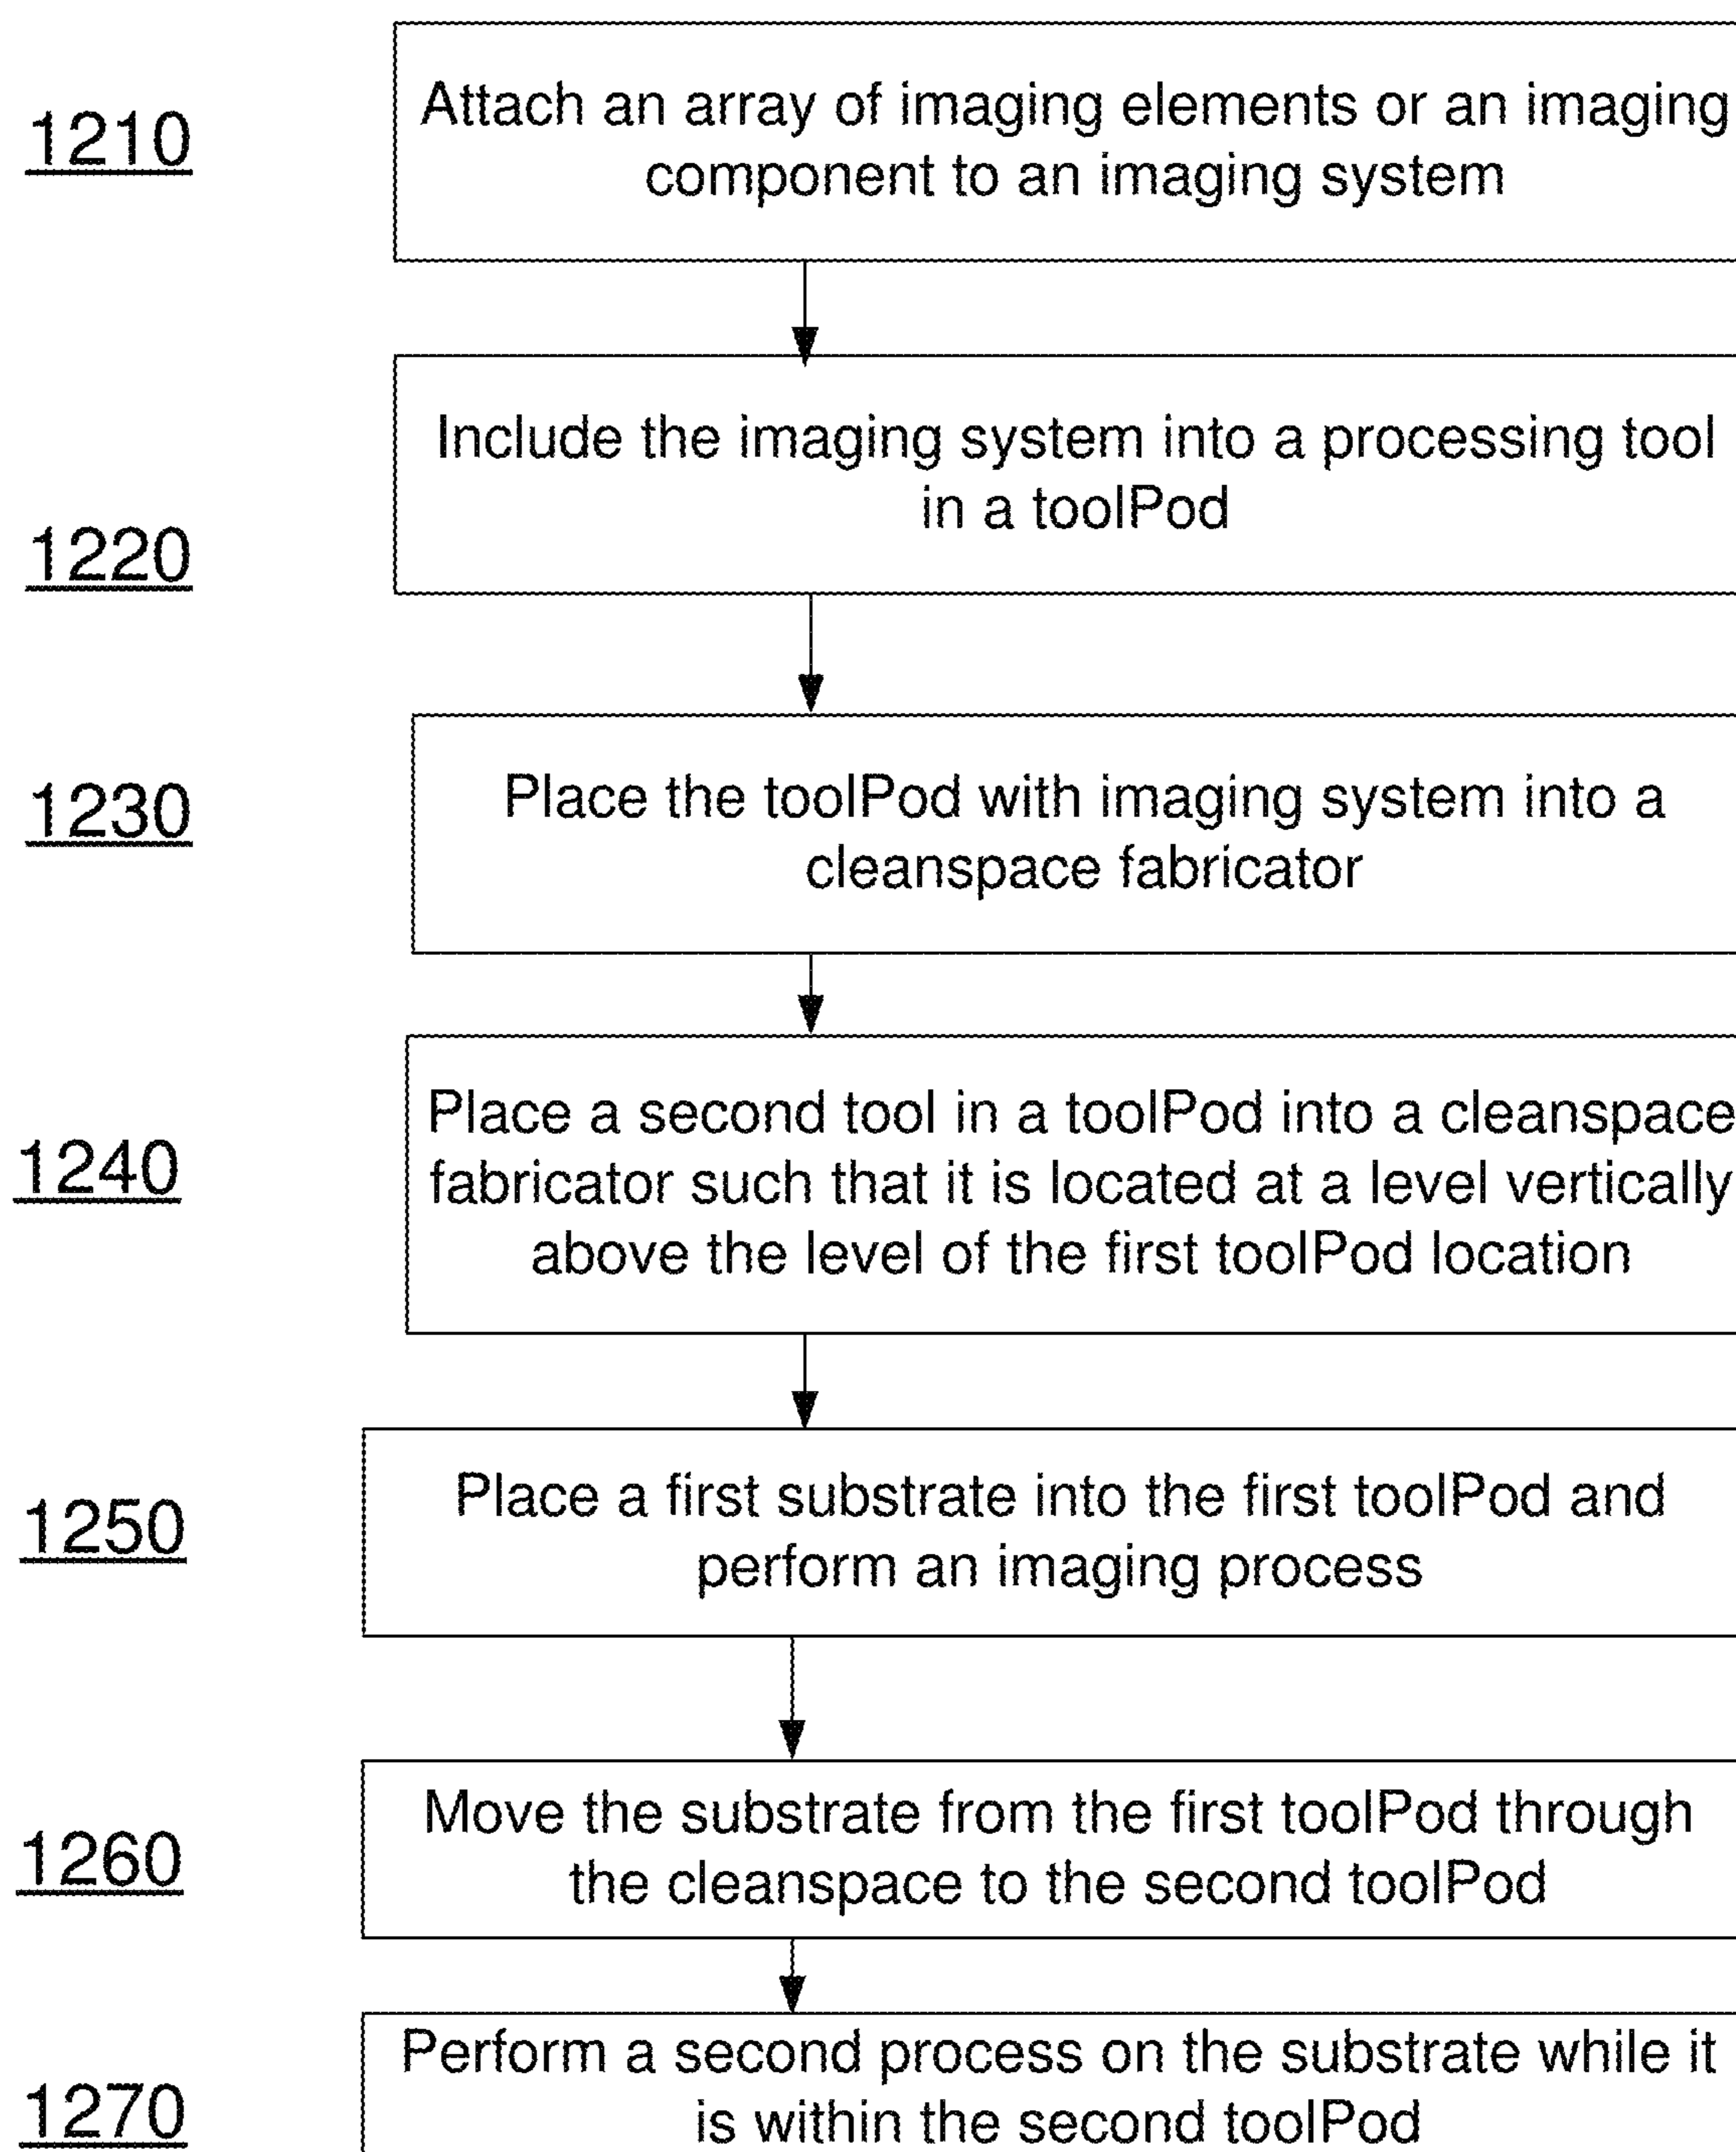 1210
Attach an array of imaging elements or an imaging
component to an imaging system
1220
Include the imaging system into a processing tool
in a toolPod
1230
Place the toolPod with imaging system into a
cleanspace fabricator
1240
Place a second tool in a toolPod into a cleanspace
fabricator such that it is located at a level vertically
above the level of the first toolPod location
1250
Place a first substrate into the first toolPod and
perform an imaging process
1260
Move the substrate from the first toolPod through
the cleanspace to the second toolPod
1270
Perform a second process on the substrate while it
is within the second toolPod